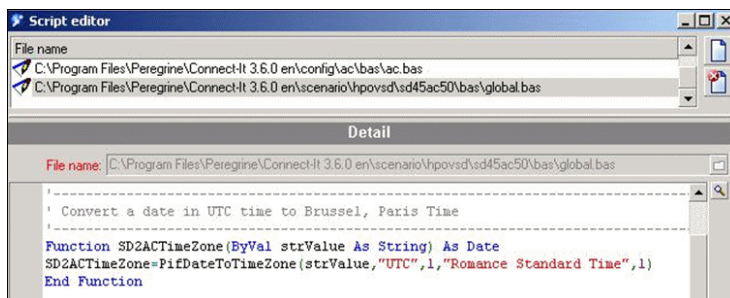 Script editor
File name
C:\Program Files\Peregrine\Connect-It 3.6.0 en\config\ac\bas\ac.bas
C:\Program Files\Peregrine\Connect-It 3.6.0 en\scenario\hpovsd\sd45ac50\bas\global.bas
Detail
File name: C:\Program Files\Peregrine\Connect-It 3.6.0 en\scenario\hpovsd\sd45ac50\bas\global.bas
'------------------------------------------------------------------------
' Convert a date in UTC time to Brussel, Paris Time
'------------------------------------------------------------------------
Function SD2ACTimeZone(ByVal strValue As String) As Date
SD2ACTimeZone=PifDateToTimeZone(strValue,"UTC",1,"Romance Standard Time",1)
End Function